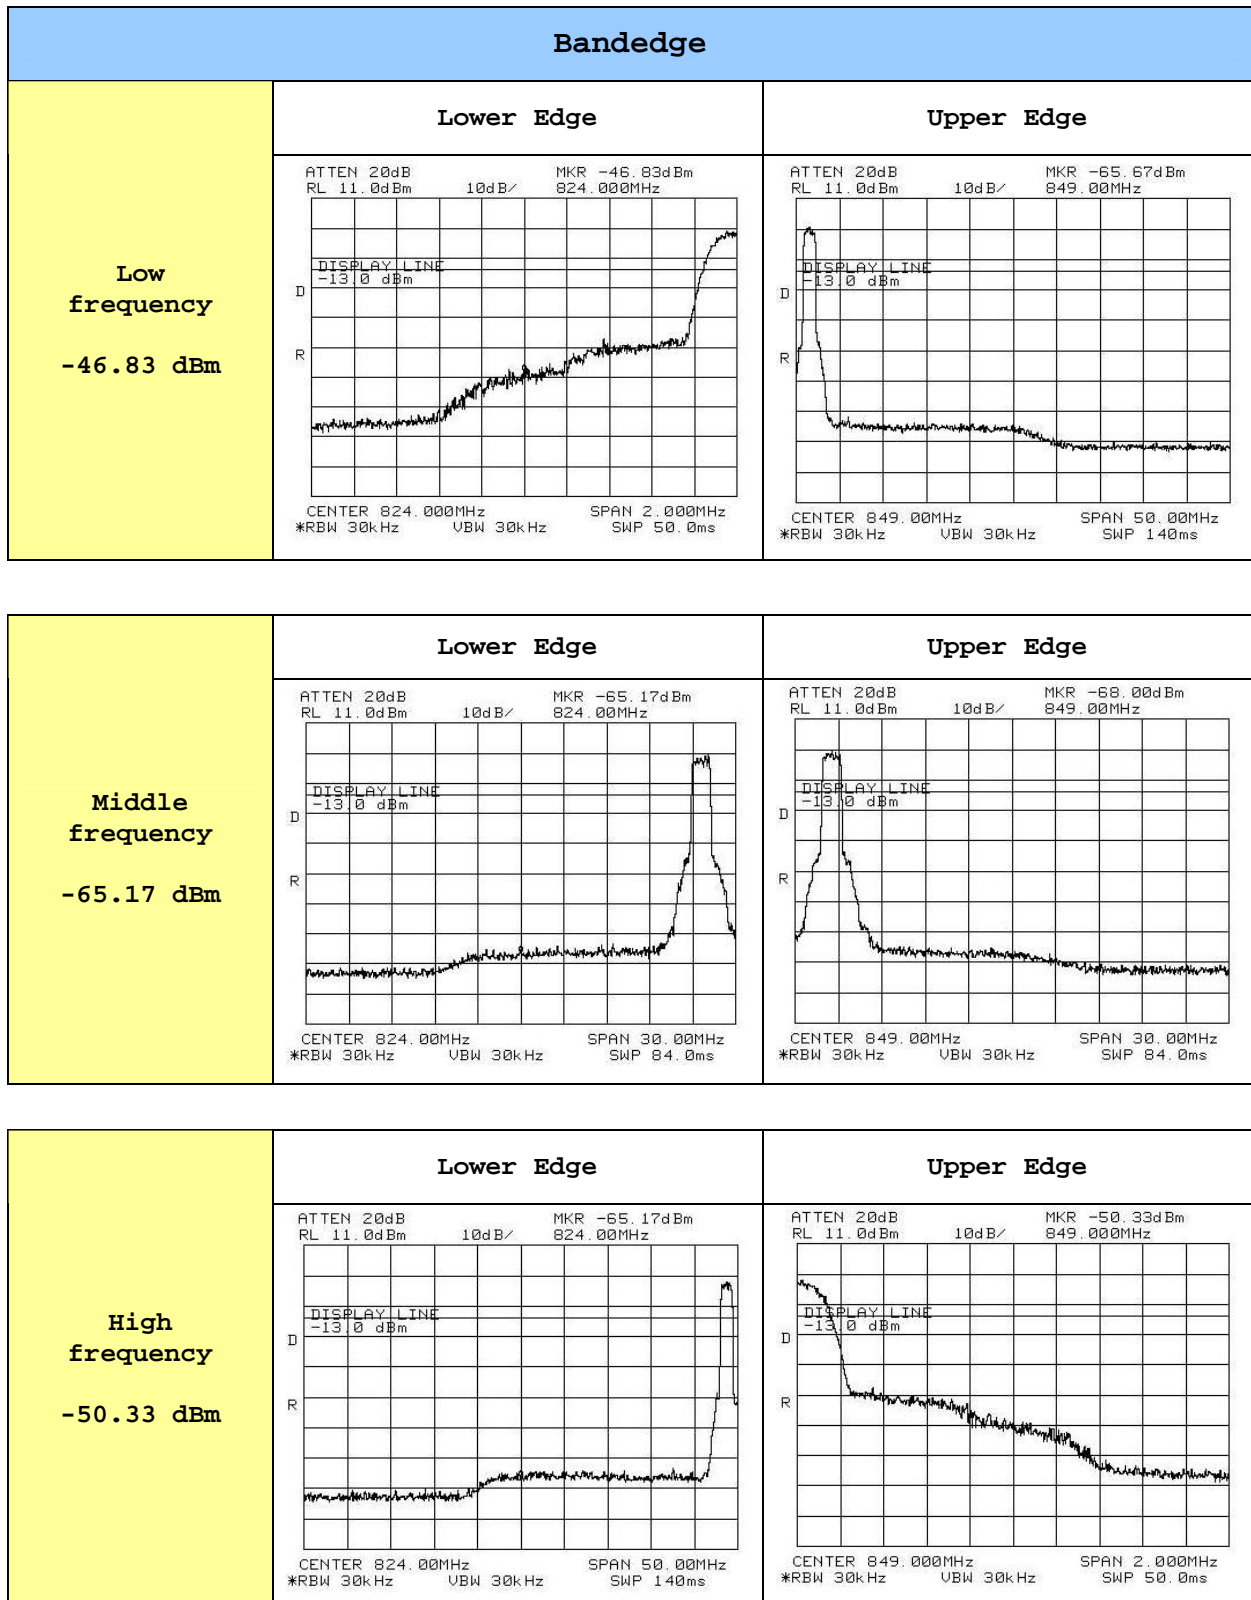 Bandedge
Low
frequency
-46.83 dBm
Lower Edge
Upper Edge
ATTEN 20dB MKR -46.83dBm
RL 11.0dBm 10dB/ 824.000MHz
DISPLAY LINE
-13.0 dBm
D
R
CENTER 824.000MHz SPAN 2.000MHz
*RBW 30kHz VBW 30kHz SWP 50.0ms
ATTEN 20dB MKR -65.67dBm
RL 11.0dBm 10dB/ 849.00MHz
DISPLAY LINE
-13.0 dBm
D
R
CENTER 849.00MHz SPAN 50.00MHz
*RBW 30kHz VBW 30kHz SWP 140ms
Middle
frequency
-65.17 dBm
Lower Edge
Upper Edge
ATTEN 20dB MKR -65.17dBm
RL 11.0dBm 10dB/ 824.00MHz
DISPLAY LINE
-13.0 dBm
D
R
CENTER 824.00MHz SPAN 30.00MHz
*RBW 30kHz VBW 30kHz SWP 84.0ms
ATTEN 20dB MKR -68.00dBm
RL 11.0dBm 10dB/ 849.00MHz
DISPLAY LINE
-13.0 dBm
D
R
CENTER 849.00MHz SPAN 30.00MHz
*RBW 30kHz VBW 30kHz SWP 84.0ms
High
frequency
-50.33 dBm
Lower Edge
Upper Edge
ATTEN 20dB MKR -65.17dBm
RL 11.0dBm 10dB/ 824.00MHz
DISPLAY LINE
-13.0 dBm
D
R
CENTER 824.00MHz SPAN 50.00MHz
*RBW 30kHz VBW 30kHz SWP 140ms
ATTEN 20dB MKR -50.33dBm
RL 11.0dBm 10dB/ 849.000MHz
DISPLAY LINE
-13.0 dBm
D
R
CENTER 849.000MHz SPAN 2.000MHz
*RBW 30kHz VBW 30kHz SWP 50.0ms